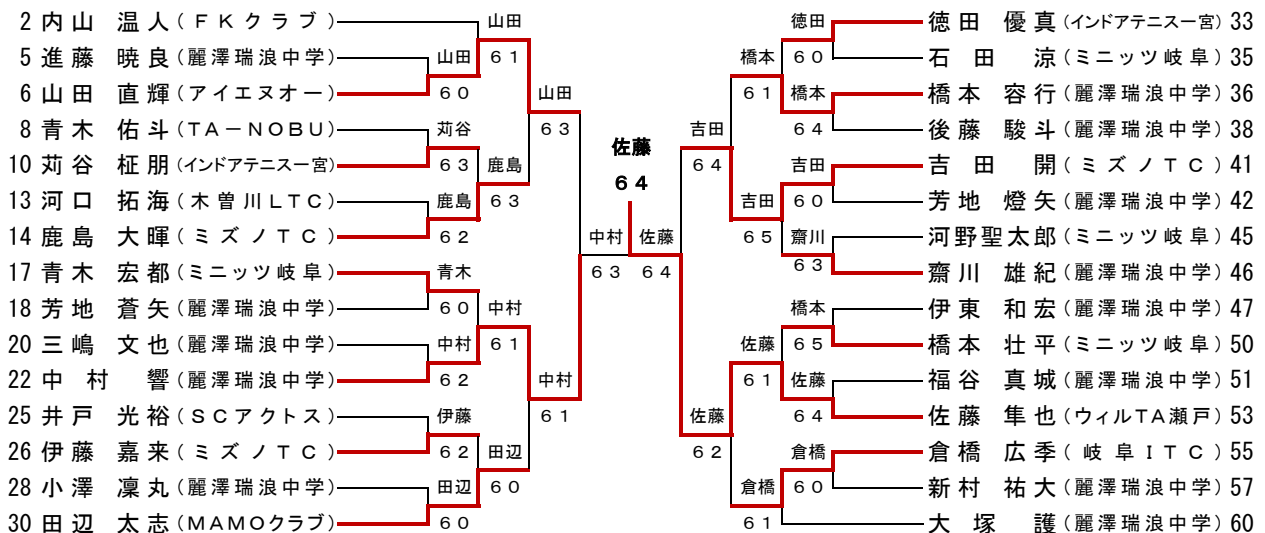 2 内山 温人 (ＦＫクラブ)
5 進藤 暁良 (麗澤瑞浪中学)
6 山田 直輝 (アイエヌオー)
8 青木 佑斗 (ＴＡ－ＮＯＢＵ)
10 苅谷 柾朋 (インドアテニス一宮)
13 河口 拓海 (木曽川ＬＴＣ)
14 鹿島 大暉 (ミズノＴＣ)
17 青木 宏都 (ミニッツ岐阜)
18 芳地 蒼矢 (麗澤瑞浪中学)
20 三嶋 文也 (麗澤瑞浪中学)
22 中村 響 (麗澤瑞浪中学)
25 井戸 光裕 (ＳＣアクトス)
26 伊藤 嘉来 (ミズノＴＣ)
28 小澤 凜丸 (麗澤瑞浪中学)
30 田辺 太志 (MAMOクラブ)
山田
６０
苅谷
６３
鹿島
６２
青木
６０
中村
６２
伊藤
６２
田辺
６０
山田
６１
鹿島
６３
中村
６１
田辺
６０
山田
６３
中村
６１
中村
６３
佐藤
６４
佐藤
６４
吉田
６４
佐藤
６２
橋本
６１
吉田
６５
佐藤
６１
倉橋
６１
徳田
６０
橋本
６４
吉田
６０
齋川
６３
橋本
６５
佐藤
６４
倉橋
６０
徳田 優真 (インドアテニス一宮) 33
石田 涼 (ミニッツ岐阜) 35
橋本 容行 (麗澤瑞浪中学) 36
後藤 駿斗 (麗澤瑞浪中学) 38
吉田 開 (ミズノＴＣ) 41
芳地 燈矢 (麗澤瑞浪中学) 42
河野聖太郎 (ミニッツ岐阜) 45
齋川 雄紀 (麗澤瑞浪中学) 46
伊東 和宏 (麗澤瑞浪中学) 47
橋本 壮平 (ミニッツ岐阜) 50
福谷 真城 (麗澤瑞浪中学) 51
佐藤 隼也 (ウィルTA瀬戸) 53
倉橋 広季 (岐阜ＩＴＣ) 55
新村 祐大 (麗澤瑞浪中学) 57
大塚 護 (麗澤瑞浪中学) 60